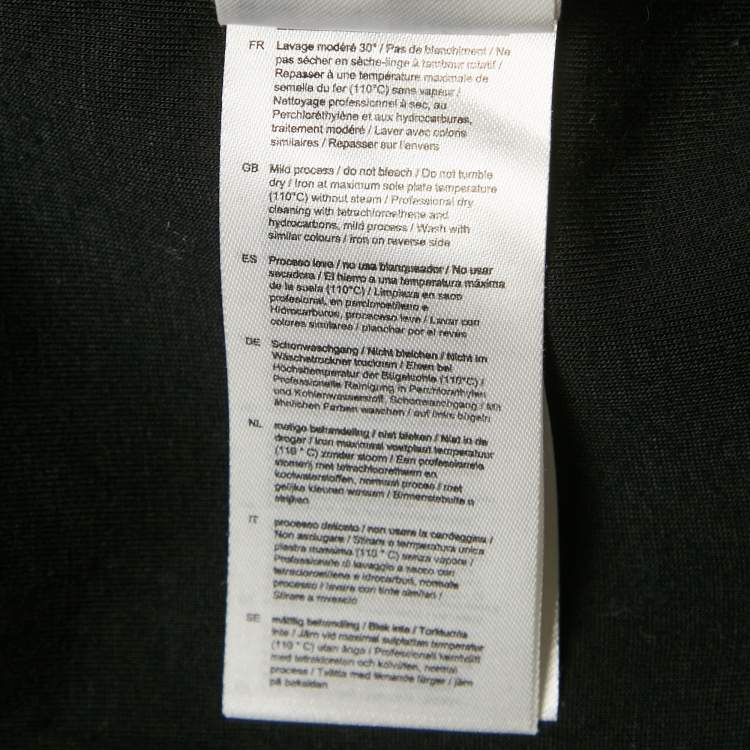 FR Lavage modéré 30° / Pas de blanchiment / Ne
pas sécher en sèche-linge à tambour rotatif /
Repasser à une température maximale de
semelle du fer (110°C) sans vapeur /
Nettoyage professionnel à sec, au
Perchloréthylène et aux hydrocarbures,
traitement modéré / Laver avec coloris
similaires / Repasser sur l'envers
GB Mild process / do not bleach / Do not tumble
dry / Iron at maximum sole plate temperature
(110°C) without steam / Professional dry
cleaning with tetrachloroethene and
hydrocarbons, mild process / Wash with
similar colours / iron on reverse side
ES Proceso leve / no usa blanqueador / No usar
secadora / El hierro a una temperatura máxima
de la suela (110°C) / Limpieza en saco
profesional, en percloroetileno e
Hidrocarburos, proceceso leve / Lavar con
colores similares / planchar por el revés
DE Schonwaschgang / Nicht bleichen / Nicht im
Wäschetrockner trocknen / Eisen bei
Höchsttemperatur der Bügelsohle (110°C) /
Professionelle Reinigung in Perchlorethylen
und Kohlenwasserstoff, Schonwaschgang / Mit
ähnlichen Farben waschen / auf links bügeln
NL matige behandeling / niet bleken / Niet in de
droger / Iron maximaal voetplaat temperatuur
(110 ° C) zonder stoom / Een professionele
stomerij met tetrachlooretheen en
koolwaterstoffen, normaal proces / met
gelijke kleuren wassen / Binnenstebuiten
strijken
IT processo delicato / non usare la candeggina /
Non asciugare / Stirare a temperatura unica
piastra massima (110 ° C) senza vapore /
Professionale di lavaggio a secco con
tetracloroetilene e idrocarburi, normale
processo / lavare con tinte similari /
Stirare a rovescio
SE måttlig behandling / Blek inte / Torktumla
inte / Järn vid maximal sulplattan temperatur
(110 ° C) utan ånga / Professionell kemtvätt
med tetrakloreten och kolväten, normal
process / Tvätta med liknande färger / järn
på baksidan